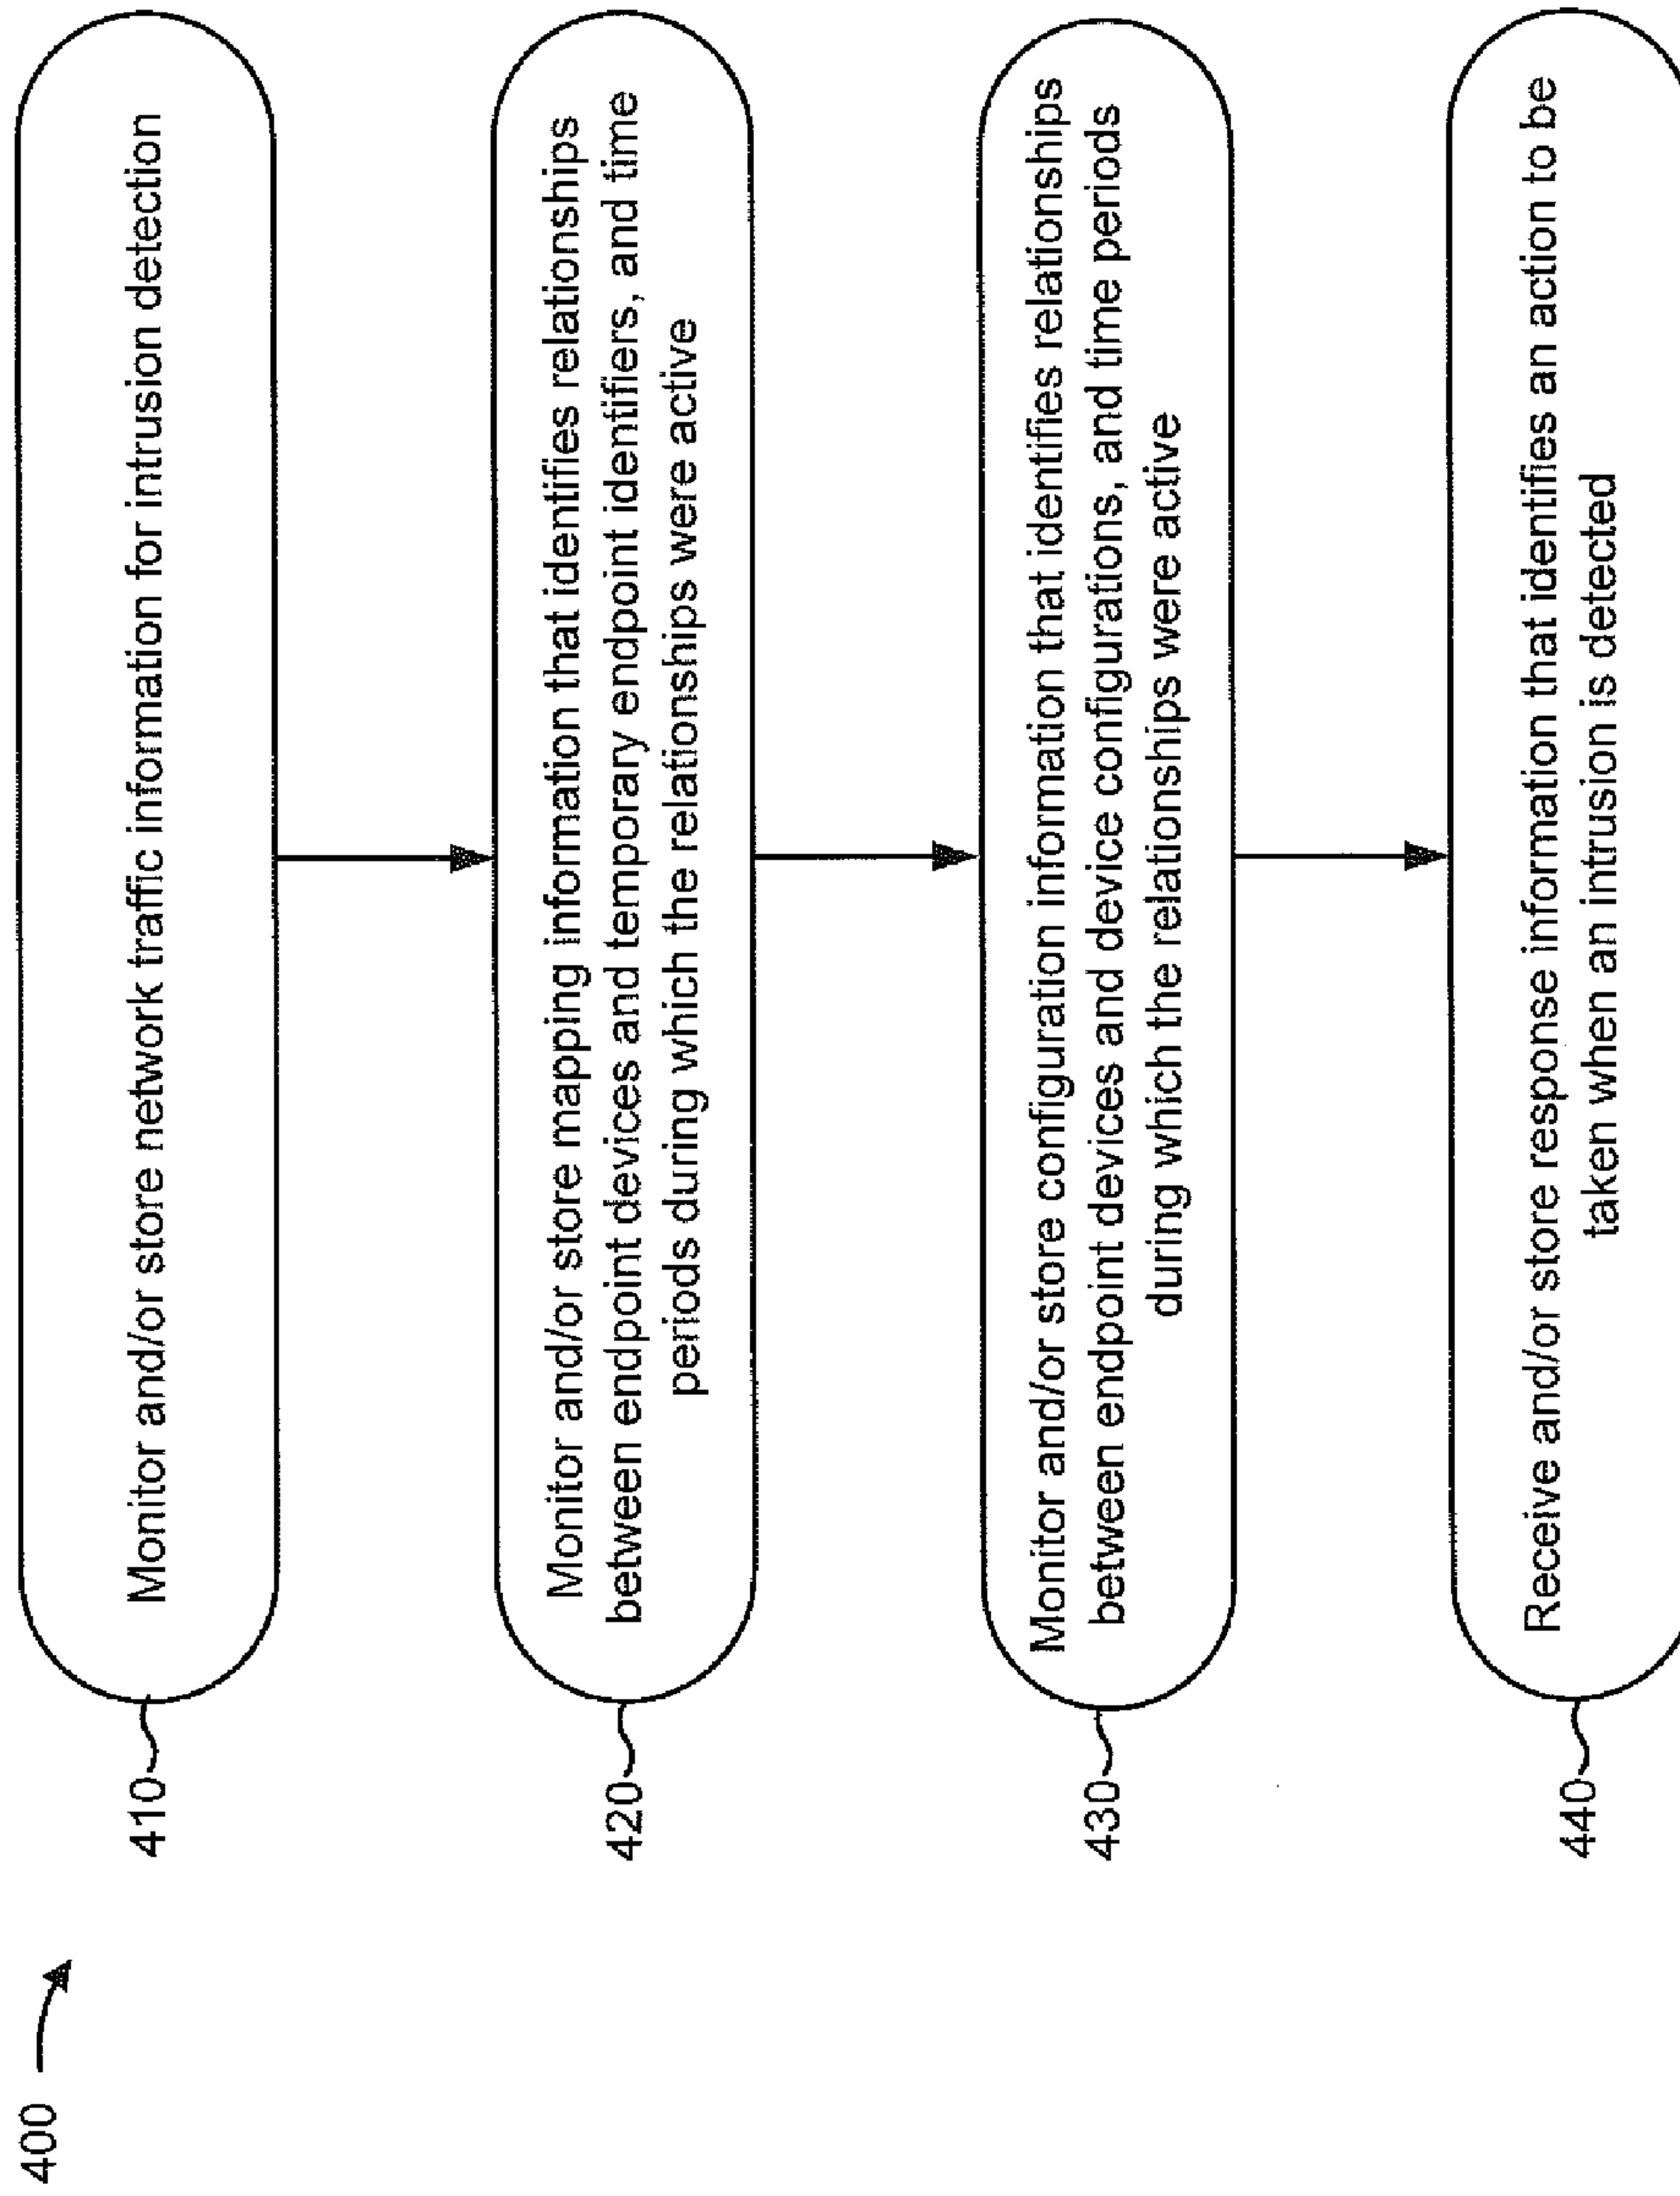 400
410
Monitor and/or store network traffic information for intrusion detection
420
Monitor and/or store mapping information that identifies relationships
between endpoint devices and temporary endpoint identifiers, and time
periods during which the relationships were active
430
Monitor and/or store configuration information that identifies relationships
between endpoint devices and device configurations, and time periods
during which the relationships were active
440
Receive and/or store response information that identifies an action to be
taken when an intrusion is detected